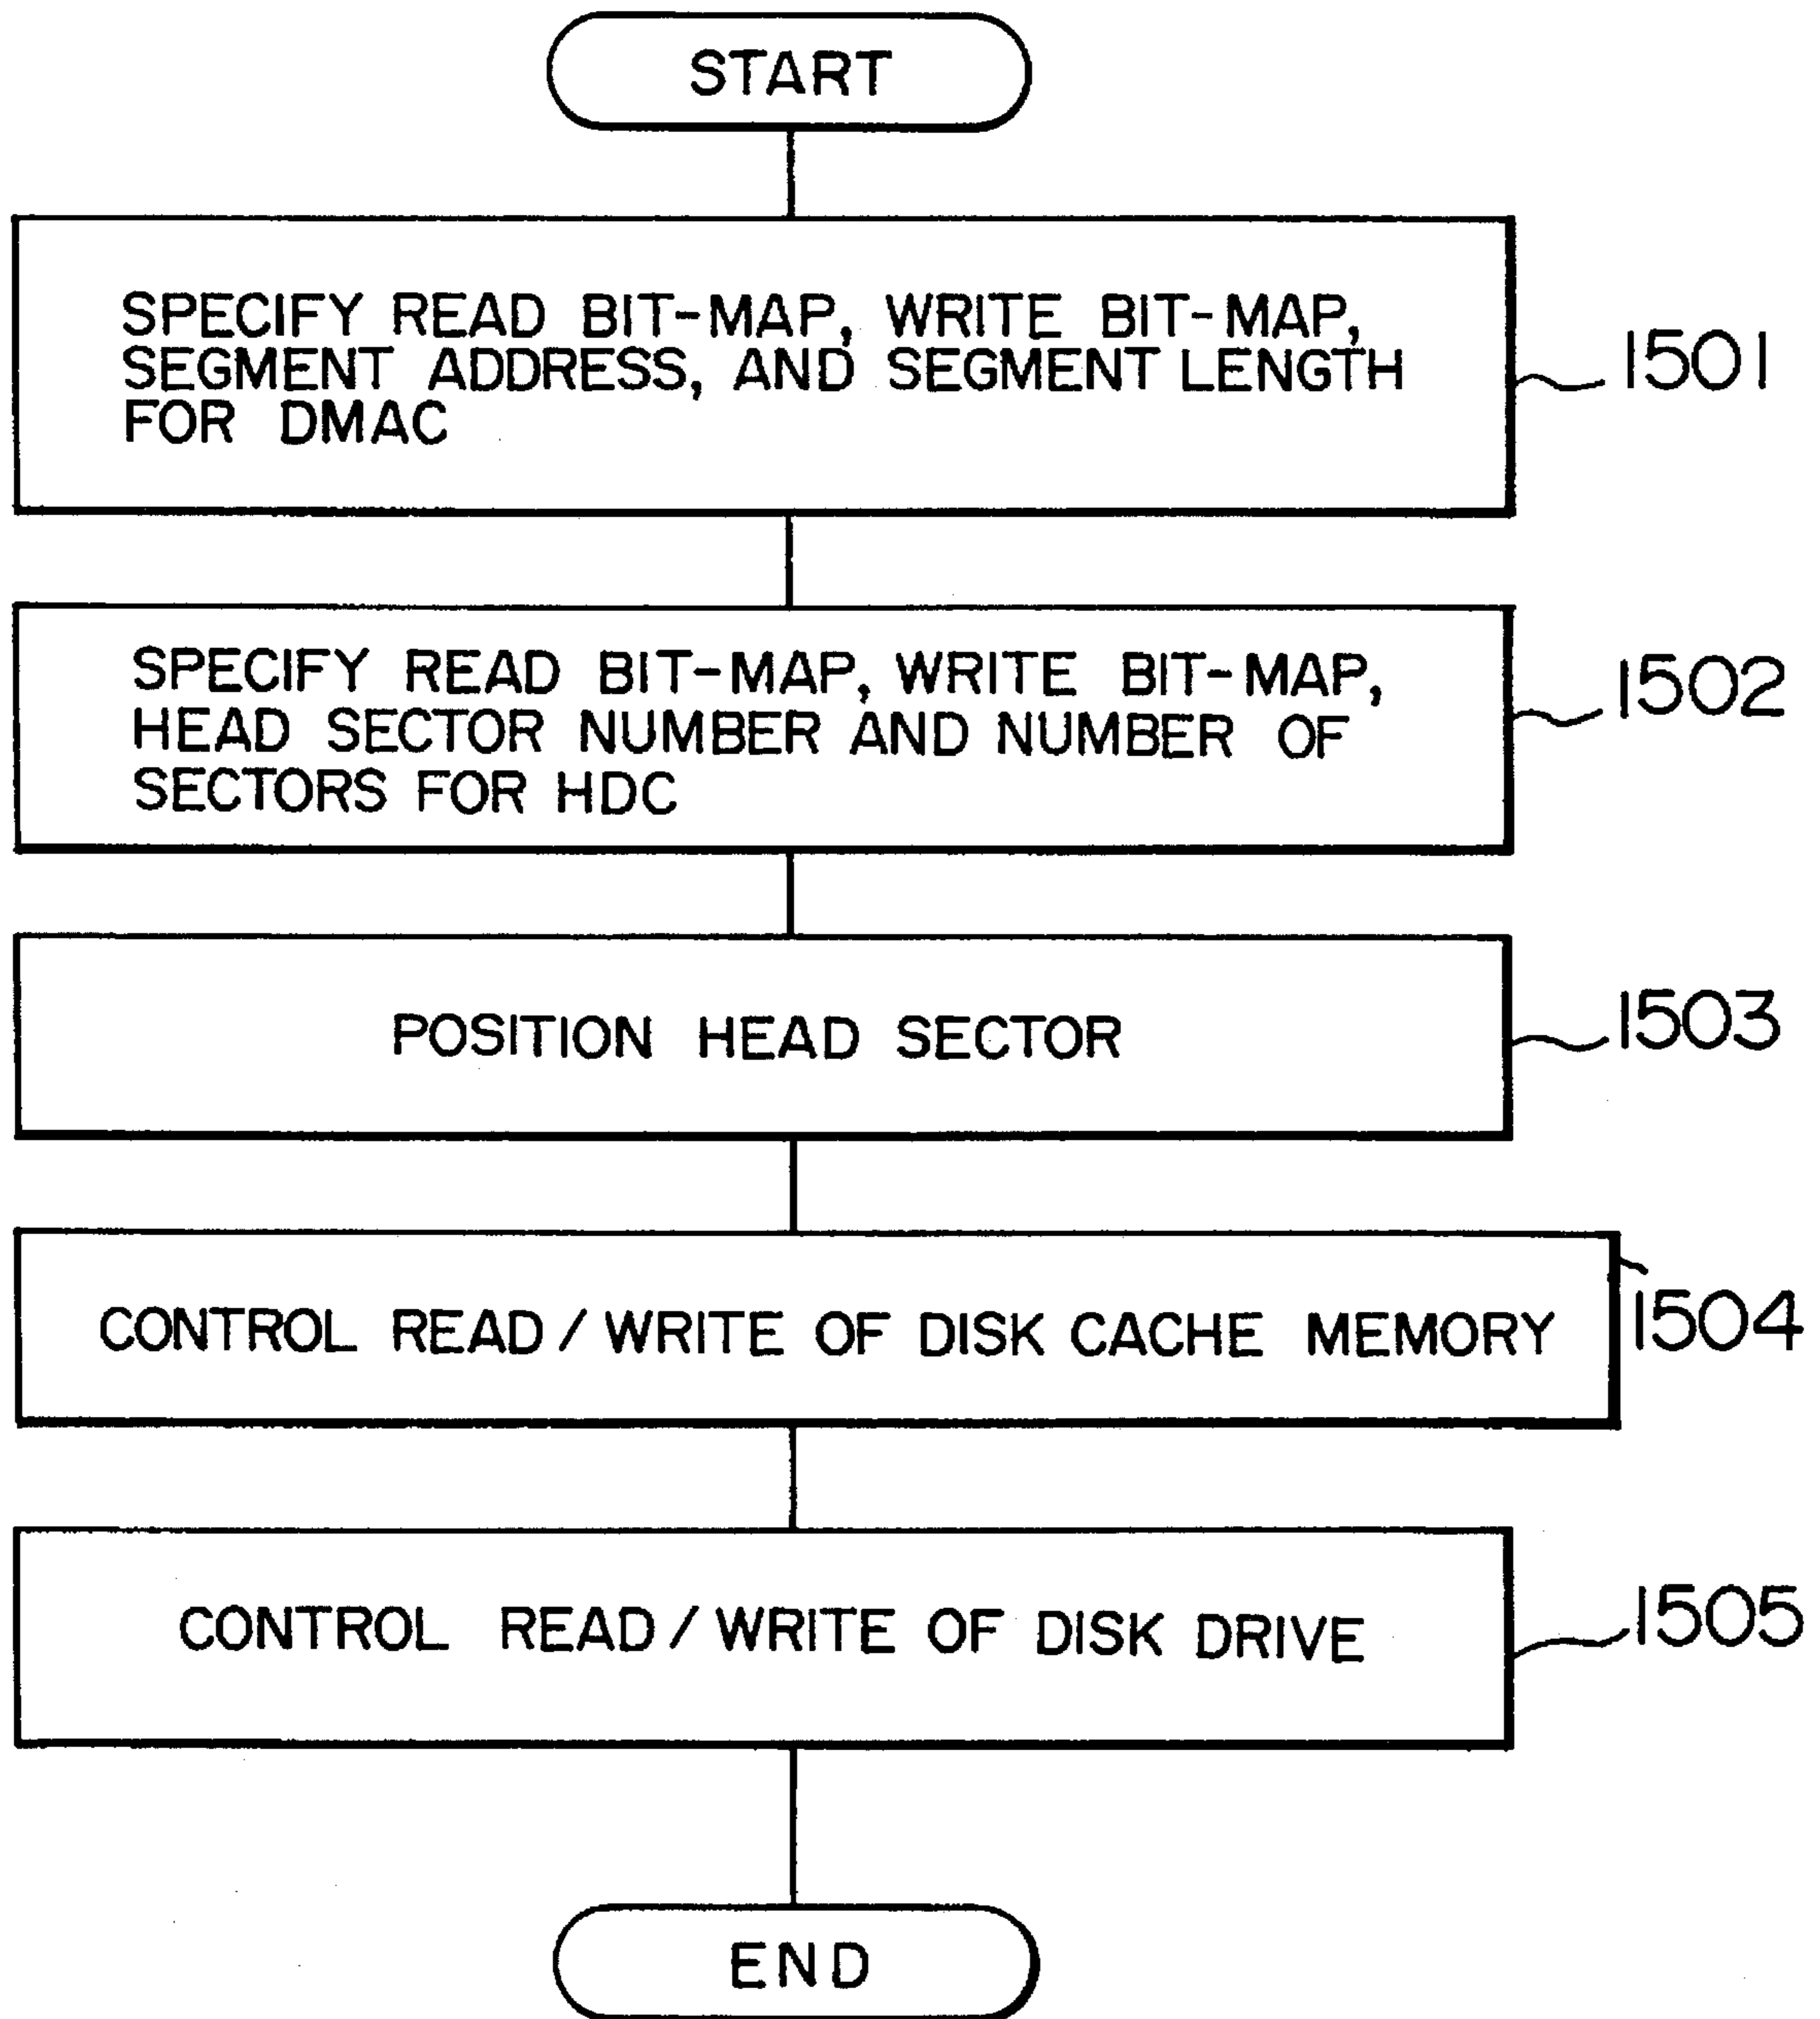 START
SPECIFY READ BIT-MAP, WRITE BIT-MAP,
SEGMENT ADDRESS, AND SEGMENT LENGTH
FOR DMAC
1501
SPECIFY READ BIT-MAP, WRITE BIT-MAP,
HEAD SECTOR NUMBER AND NUMBER OF
SECTORS FOR HDC
1502
POSITION HEAD SECTOR
1503
CONTROL READ/WRITE OF DISK CACHE MEMORY
1504
CONTROL READ/WRITE OF DISK DRIVE
1505
END